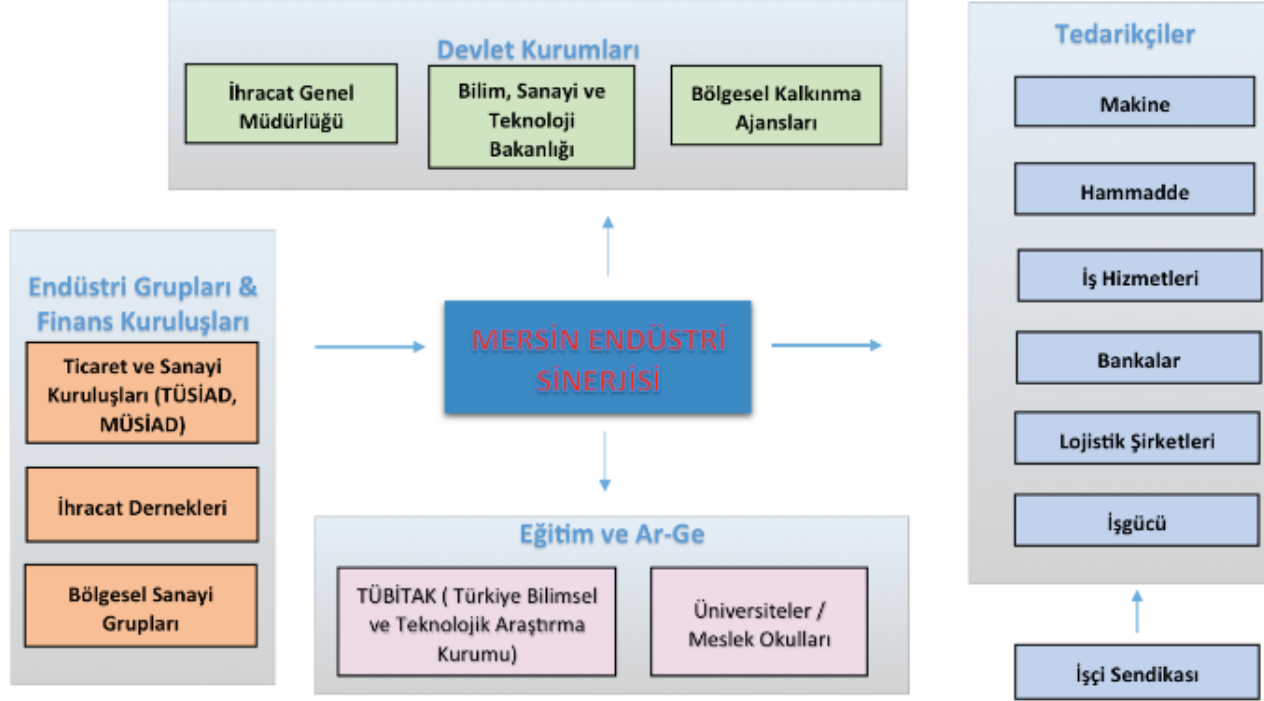 Devlet Kurumları
İhracat Genel
Müdürlüğü
Bilim, Sanayi ve
Teknoloji
Bakanlığı
Bölgesel Kalkınma
Ajansları
Endüstri Grupları &
Finans Kuruluşları
Ticaret ve Sanayi
Kuruluşları (TÜSİAD,
MÜSİAD)
İhracat Dernekleri
Bölgesel Sanayi
Grupları
MERSİN ENDÜSTRİ
SİNERJİSİ
Eğitim ve Ar-Ge
TÜBİTAK ( Türkiye Bilimsel
ve Teknolojik Araştırma
Kurumu)
Üniversiteler /
Meslek Okulları
Tedarikçiler
Makine
Hammadde
İş Hizmetleri
Bankalar
Lojistik Şirketleri
İşgücü
İşçi Sendikası